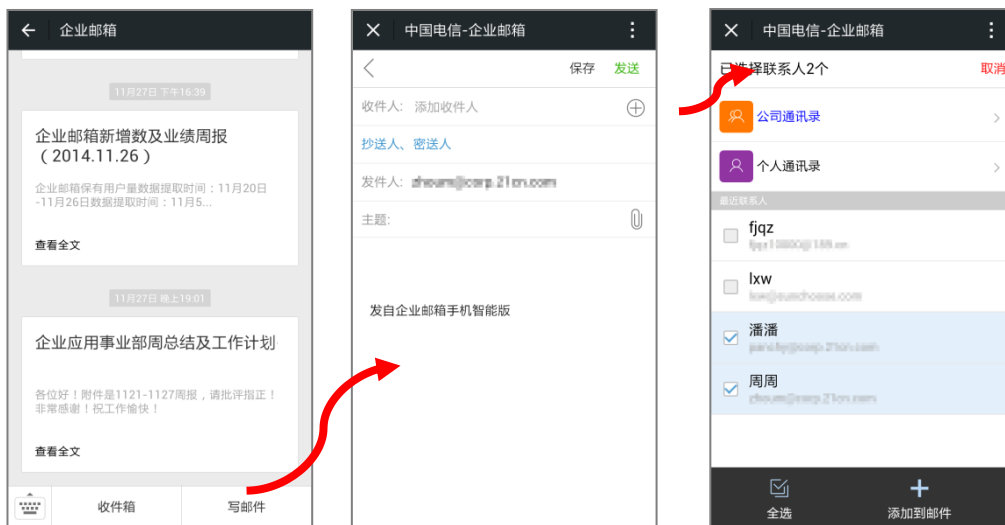 企业邮箱
11月27日 下午16:39
企业邮箱新增数及业绩周报
（2014.11.26）
企业邮箱保有用户量数据提取时间：11月20日
-11月26日数据提取时间：11月5...
查看全文
11月27日 晚上19:01
企业应用事业部周总结及工作计划
各位好！附件是1121-1127周报，请批评指正！
非常感谢！祝工作愉快！
查看全文
收件箱
写邮件
中国电信-企业邮箱
保存 发送
收件人: 添加收件人
抄送人、密送人
发件人:
主题:
发自企业邮箱手机智能版
中国电信-企业邮箱
已选择联系人2个 取消
公司通讯录
个人通讯录
最近联系人
fjqz
lxw
潘潘
周周
全选
添加到邮件